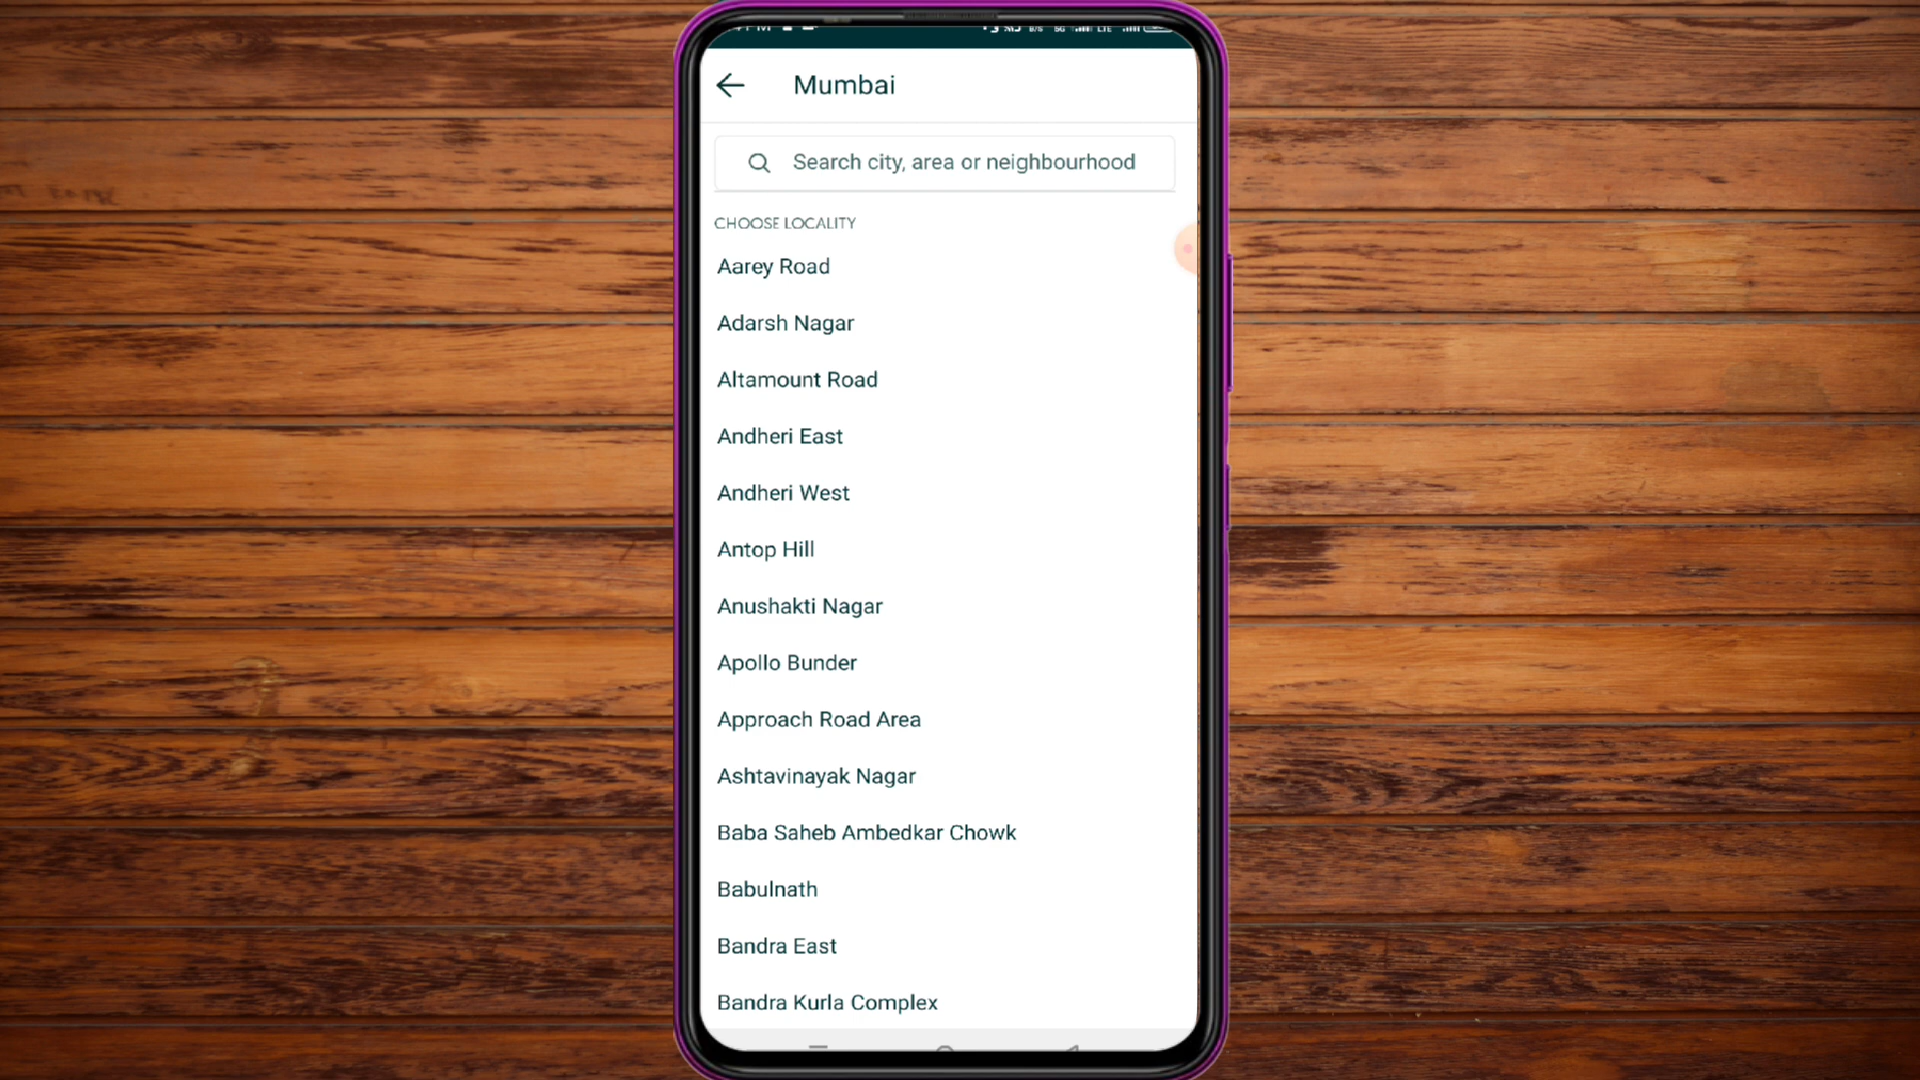 Mumbai
Search city, area or neighbourhood
CHOOSE LOCALITY
Aarey Road
Adarsh Nagar
Altamount Road
Andheri East
Andheri West
Antop Hill
Anushakti Nagar
Apollo Bunder
Approach Road Area
Ashtavinayak Nagar
Baba Saheb Ambedkar Chowk
Babulnath
Bandra East
Bandra Kurla Complex